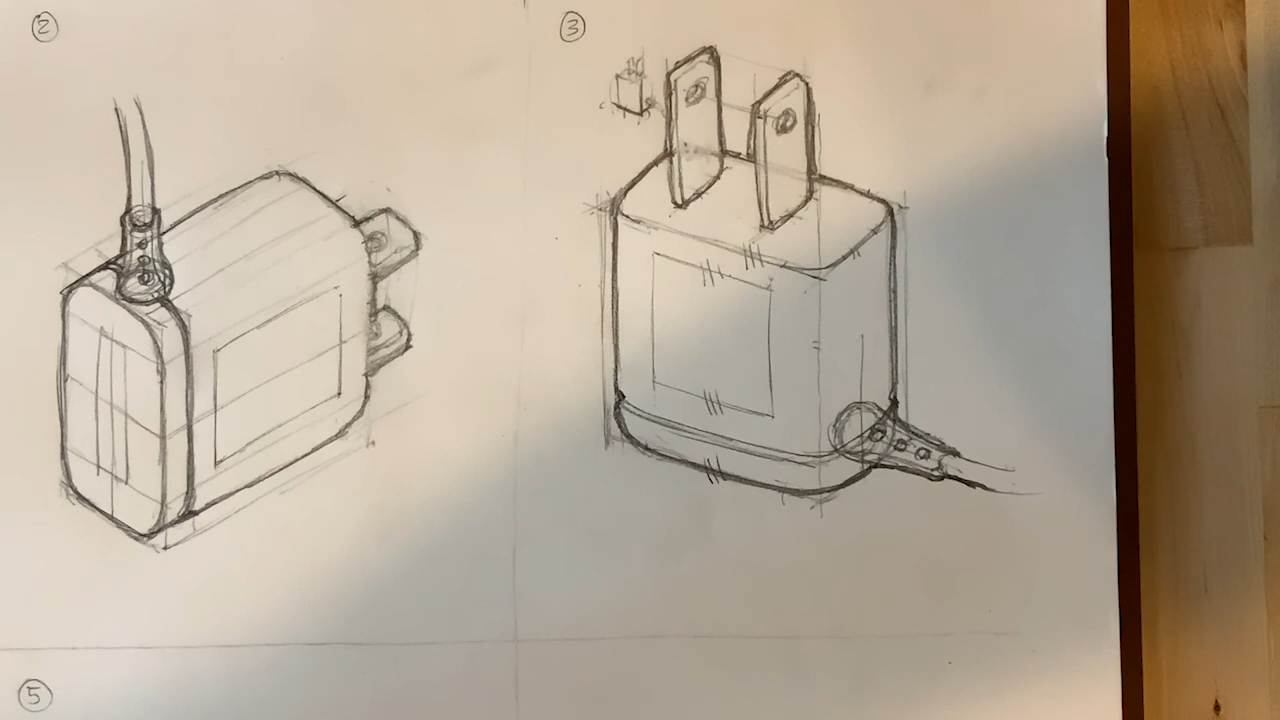 ②
③
⑤